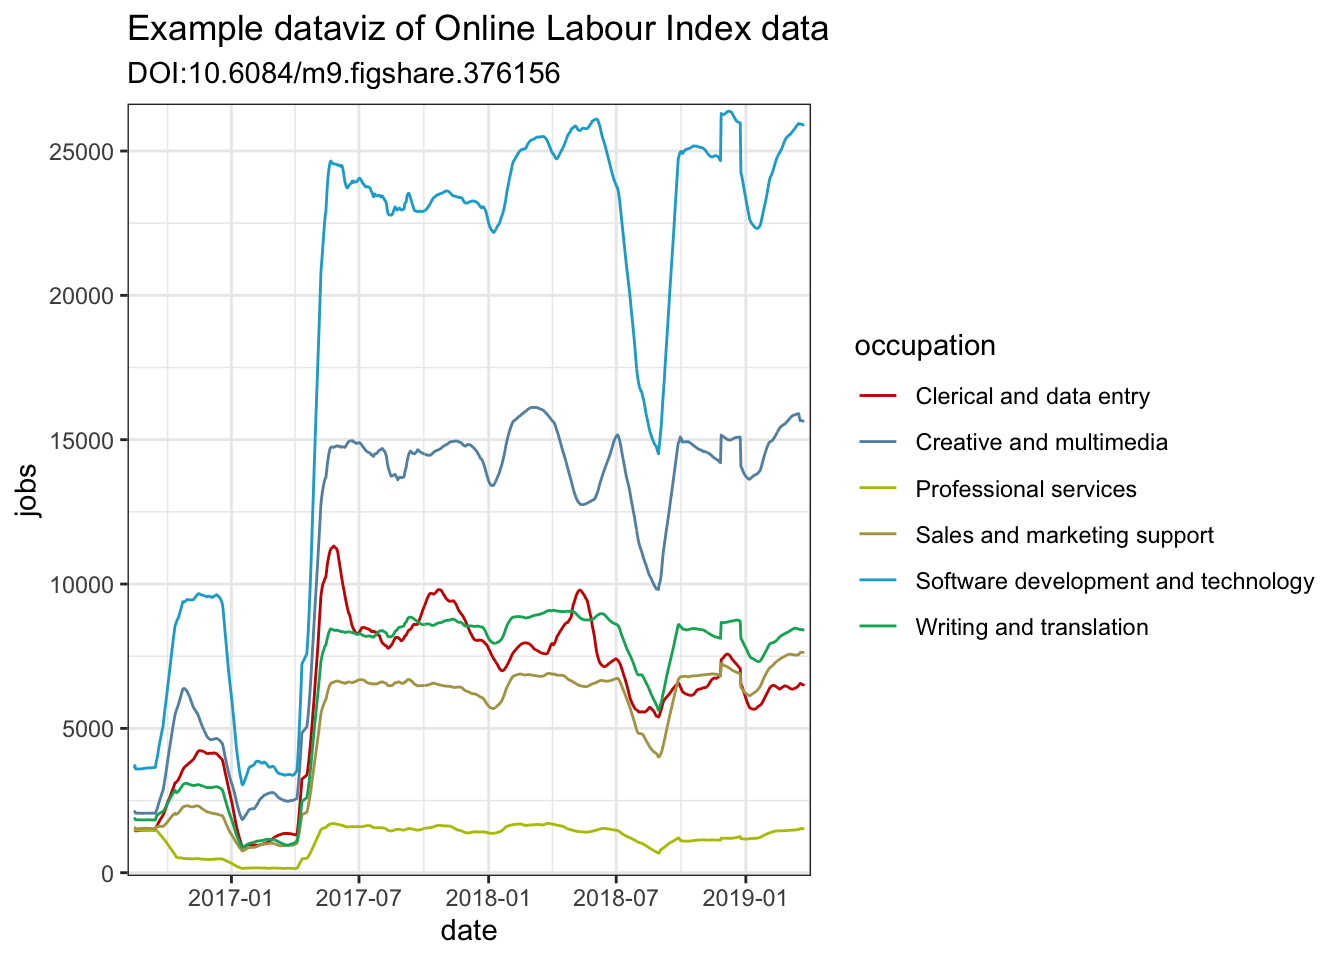 Example dataviz of Online Labour Index data
DOI:10.6084/m9.figshare.376156
25000
20000
15000
10000
5000
0
jobs
2017-01 2017-07 2018-01 2018-07 2019-01
date
occupation
Clerical and data entry
Creative and multimedia
Professional services
Sales and marketing support
Software development and technology
Writing and translation